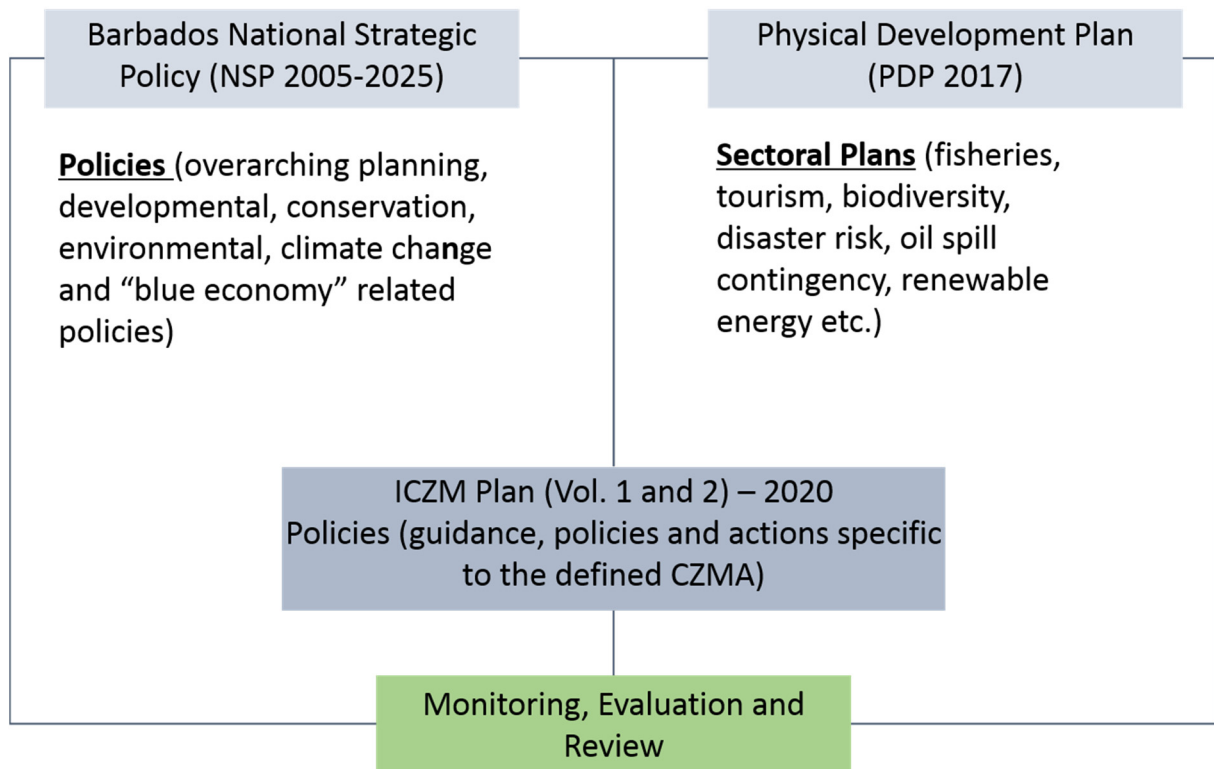 Barbados National Strategic
Policy (NSP 2005-2025)
Physical Development Plan
(PDP 2017)
Policies (overarching planning,
developmental, conservation,
environmental, climate change
and “blue economy” related
policies)
Sectoral Plans (fisheries,
tourism, biodiversity,
disaster risk, oil spill
contingency, renewable
energy etc.)
ICZM Plan (Vol. 1 and 2) – 2020
Policies (guidance, policies and actions specific
to the defined CZMA)
Monitoring, Evaluation and
Review